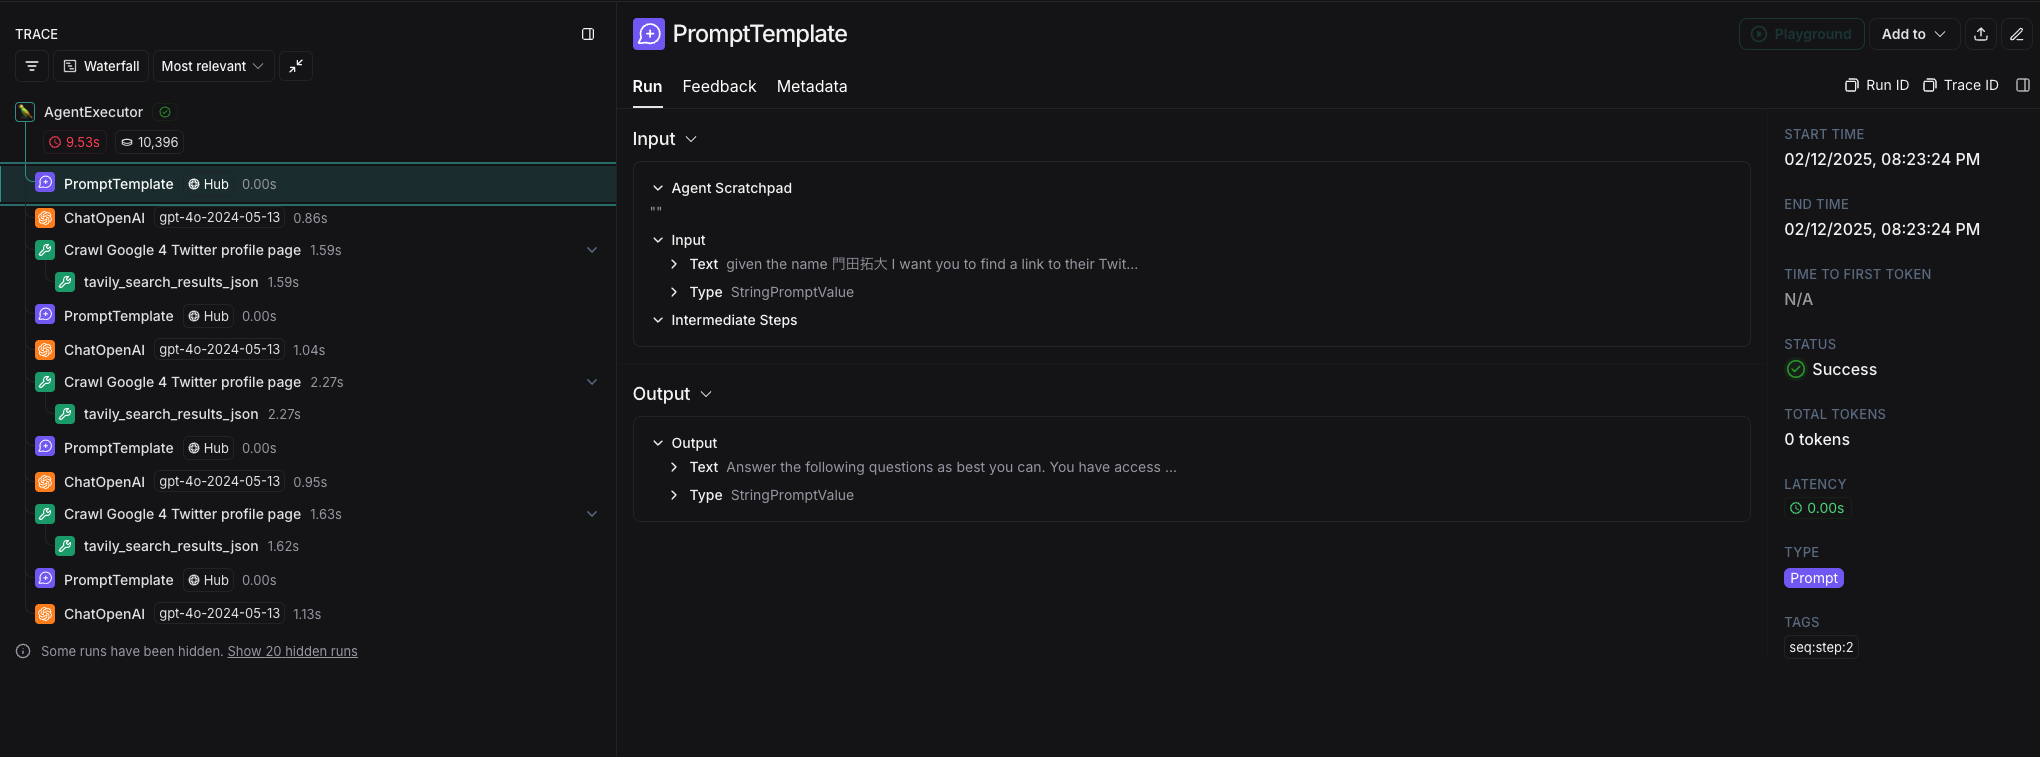 TRACE
Waterfall
Most relevant
AgentExecutor
9.53s 10,396
PromptTemplate Hub 0.00s
ChatOpenAI gpt-4o-2024-05-13 0.86s
Crawl Google 4 Twitter profile page 1.59s
tavily_search_results_json 1.59s
PromptTemplate Hub 0.00s
ChatOpenAI gpt-4o-2024-05-13 1.04s
Crawl Google 4 Twitter profile page 2.27s
tavily_search_results_json 2.27s
PromptTemplate Hub 0.00s
ChatOpenAI gpt-4o-2024-05-13 0.95s
Crawl Google 4 Twitter profile page 1.63s
tavily_search_results_json 1.62s
PromptTemplate Hub 0.00s
ChatOpenAI gpt-4o-2024-05-13 1.13s
Some runs have been hidden. Show 20 hidden runs
PromptTemplate
Playground
Add to
Run Feedback Metadata
Run ID Trace ID
Input
Agent Scratchpad
""
Input
Text given the name 門田拓大 I want you to find a link to their Twit...
Type StringPromptValue
Intermediate Steps
Output
Output
Text Answer the following questions as best you can. You have access ...
Type StringPromptValue
START TIME
02/12/2025, 08:23:24 PM
END TIME
02/12/2025, 08:23:24 PM
TIME TO FIRST TOKEN
N/A
STATUS
Success
TOTAL TOKENS
0 tokens
LATENCY
0.00s
TYPE
Prompt
TAGS
seq:step:2